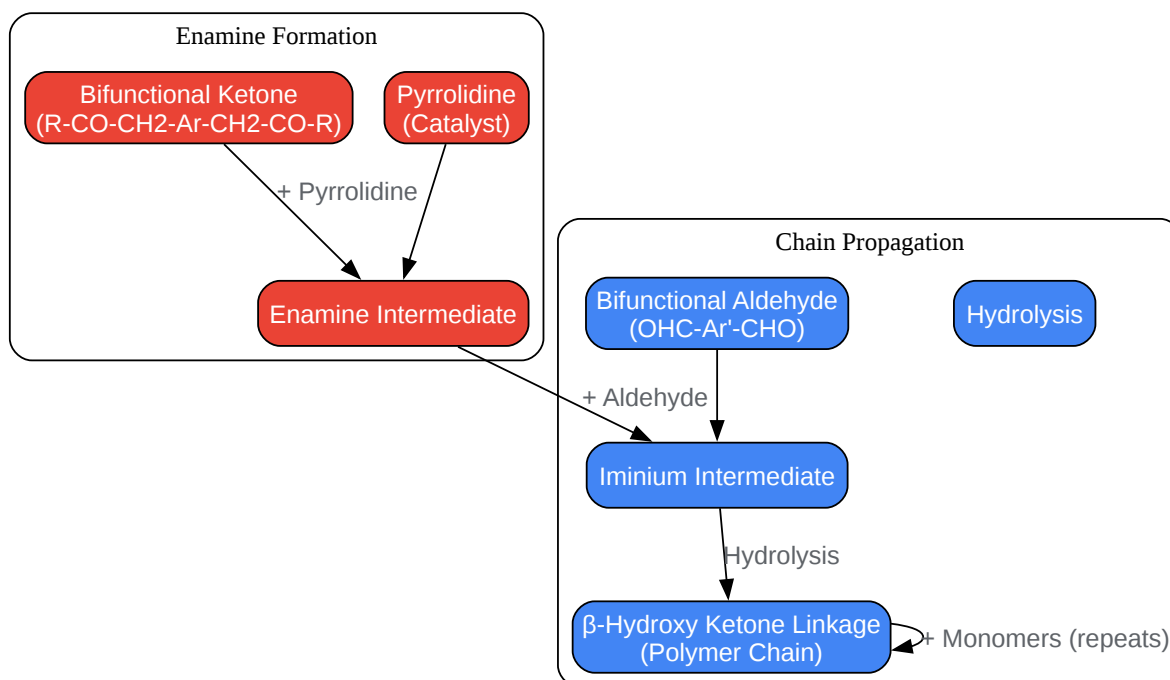 Enamine Formation
Bifunctional Ketone
(R-CO-CH2-Ar-CH2-CO-R)
Pyrrolidine
(Catalyst)
+ Pyrrolidine
Enamine Intermediate
Chain Propagation
Bifunctional Aldehyde
(OHC-Ar'-CHO)
Hydrolysis
+ Aldehyde
Iminium Intermediate
Hydrolysis
β-Hydroxy Ketone Linkage
(Polymer Chain)
+ Monomers (repeats)